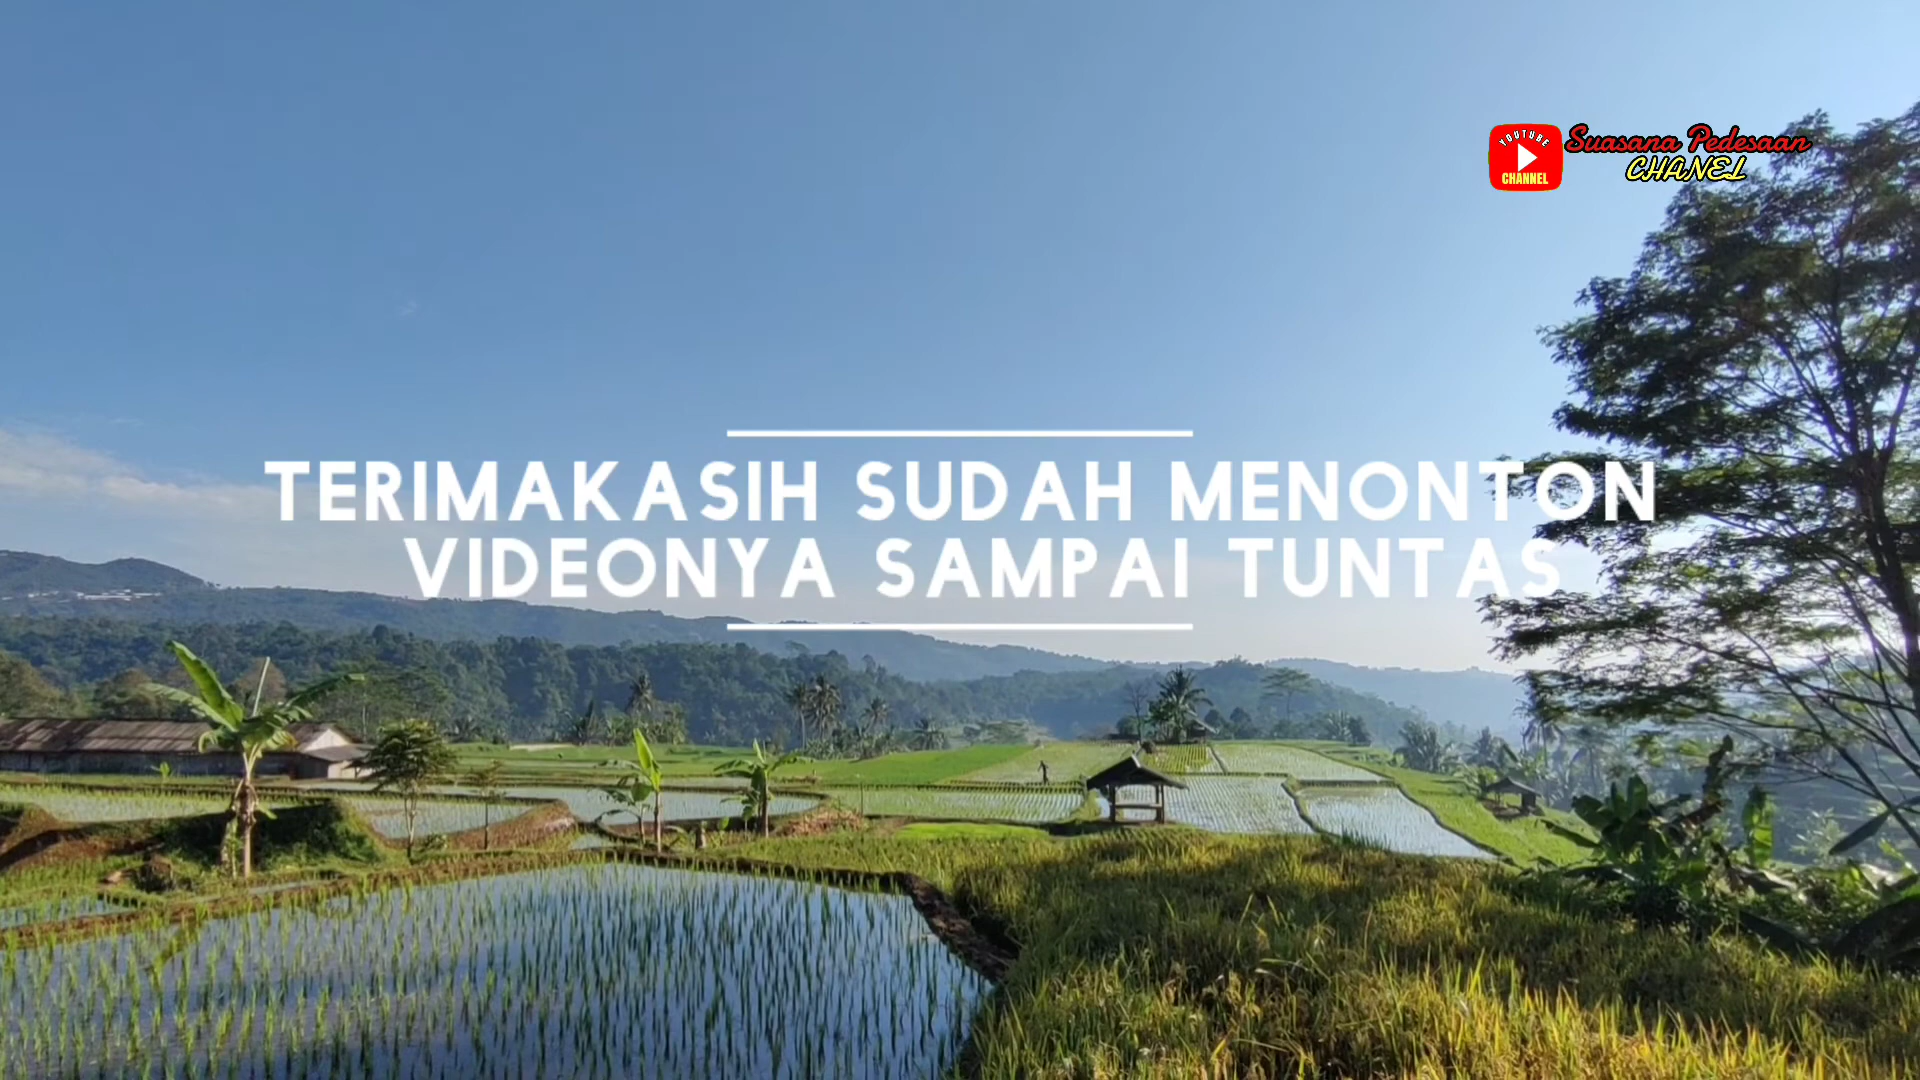 YOUTUBE
CHANNEL
Suasana Pedesaan
CHANEL
TERIMAKASIH SUDAH MENONTON
VIDEONYA SAMPAI TUNTAS